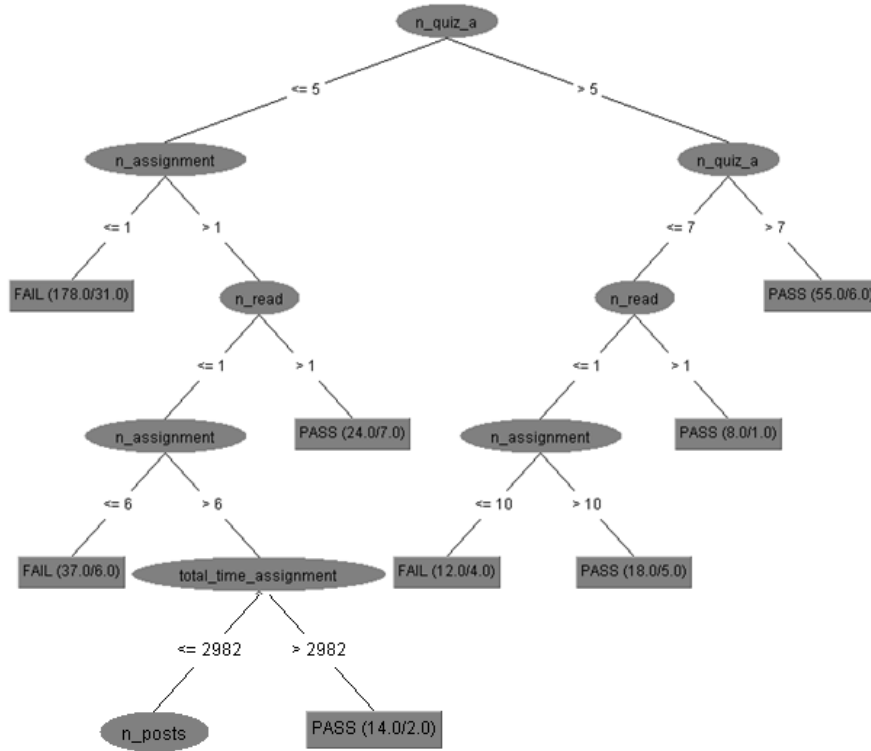 n_quiz_a
<= 5
> 5
n_assignment
n_quiz_a
<= 1
> 1
<= 7
> 7
FAIL (178.0/31.0)
n_read
n_read
PASS (55.0/6.0)
<= 1
> 1
<= 1
> 1
n_assignment
PASS (24.0/7.0)
n_assignment
PASS (8.0/1.0)
<= 6
> 6
<= 10
> 10
FAIL (37.0/6.0)
total_time_assignment
FAIL (12.0/4.0)
PASS (18.0/5.0)
<= 2982
> 2982
n_posts
PASS (14.0/2.0)